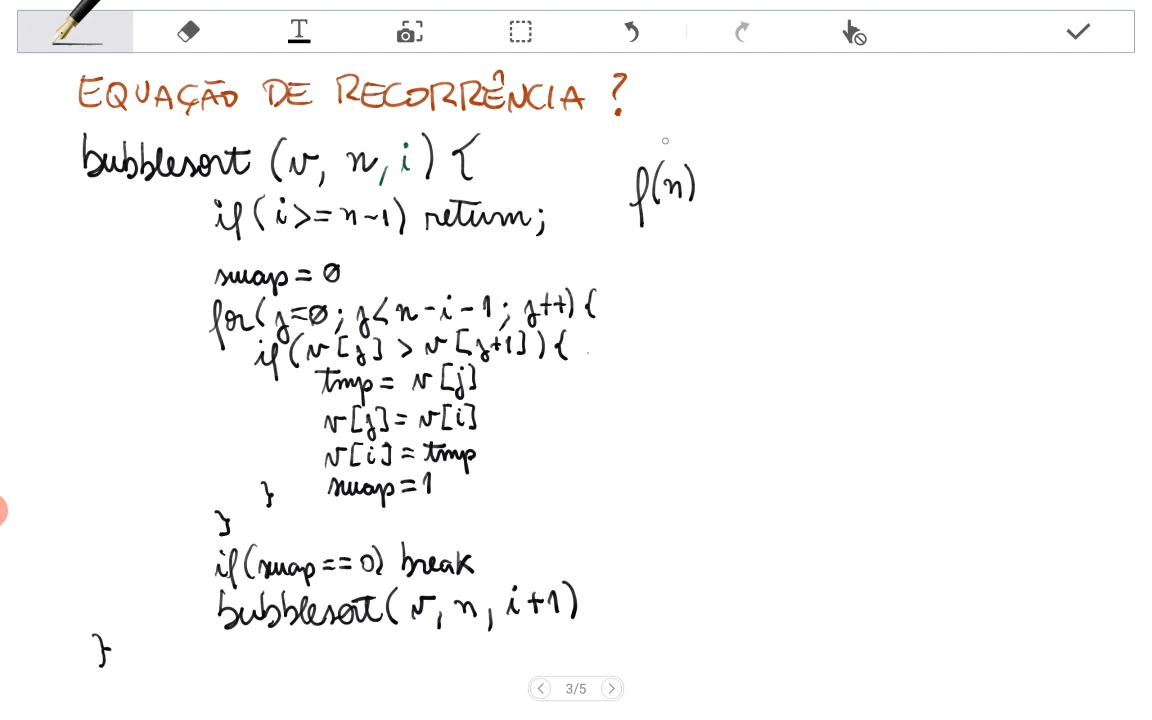 EQUAÇÃO DE RECORRÊNCIA ?
bubblesort (v, n, i) {
if (i >= n-1) return;
f(n)
swap = 0
for (j=0; j < n-i-1; j++) {
if (v[j] > v[j+1]) {
tmp = v[j]
v[j] = v[i]
v[i] = tmp
swap = 1
}
}
if (swap == 0) break
bubblesort (v, n, i+1)
}
3/5